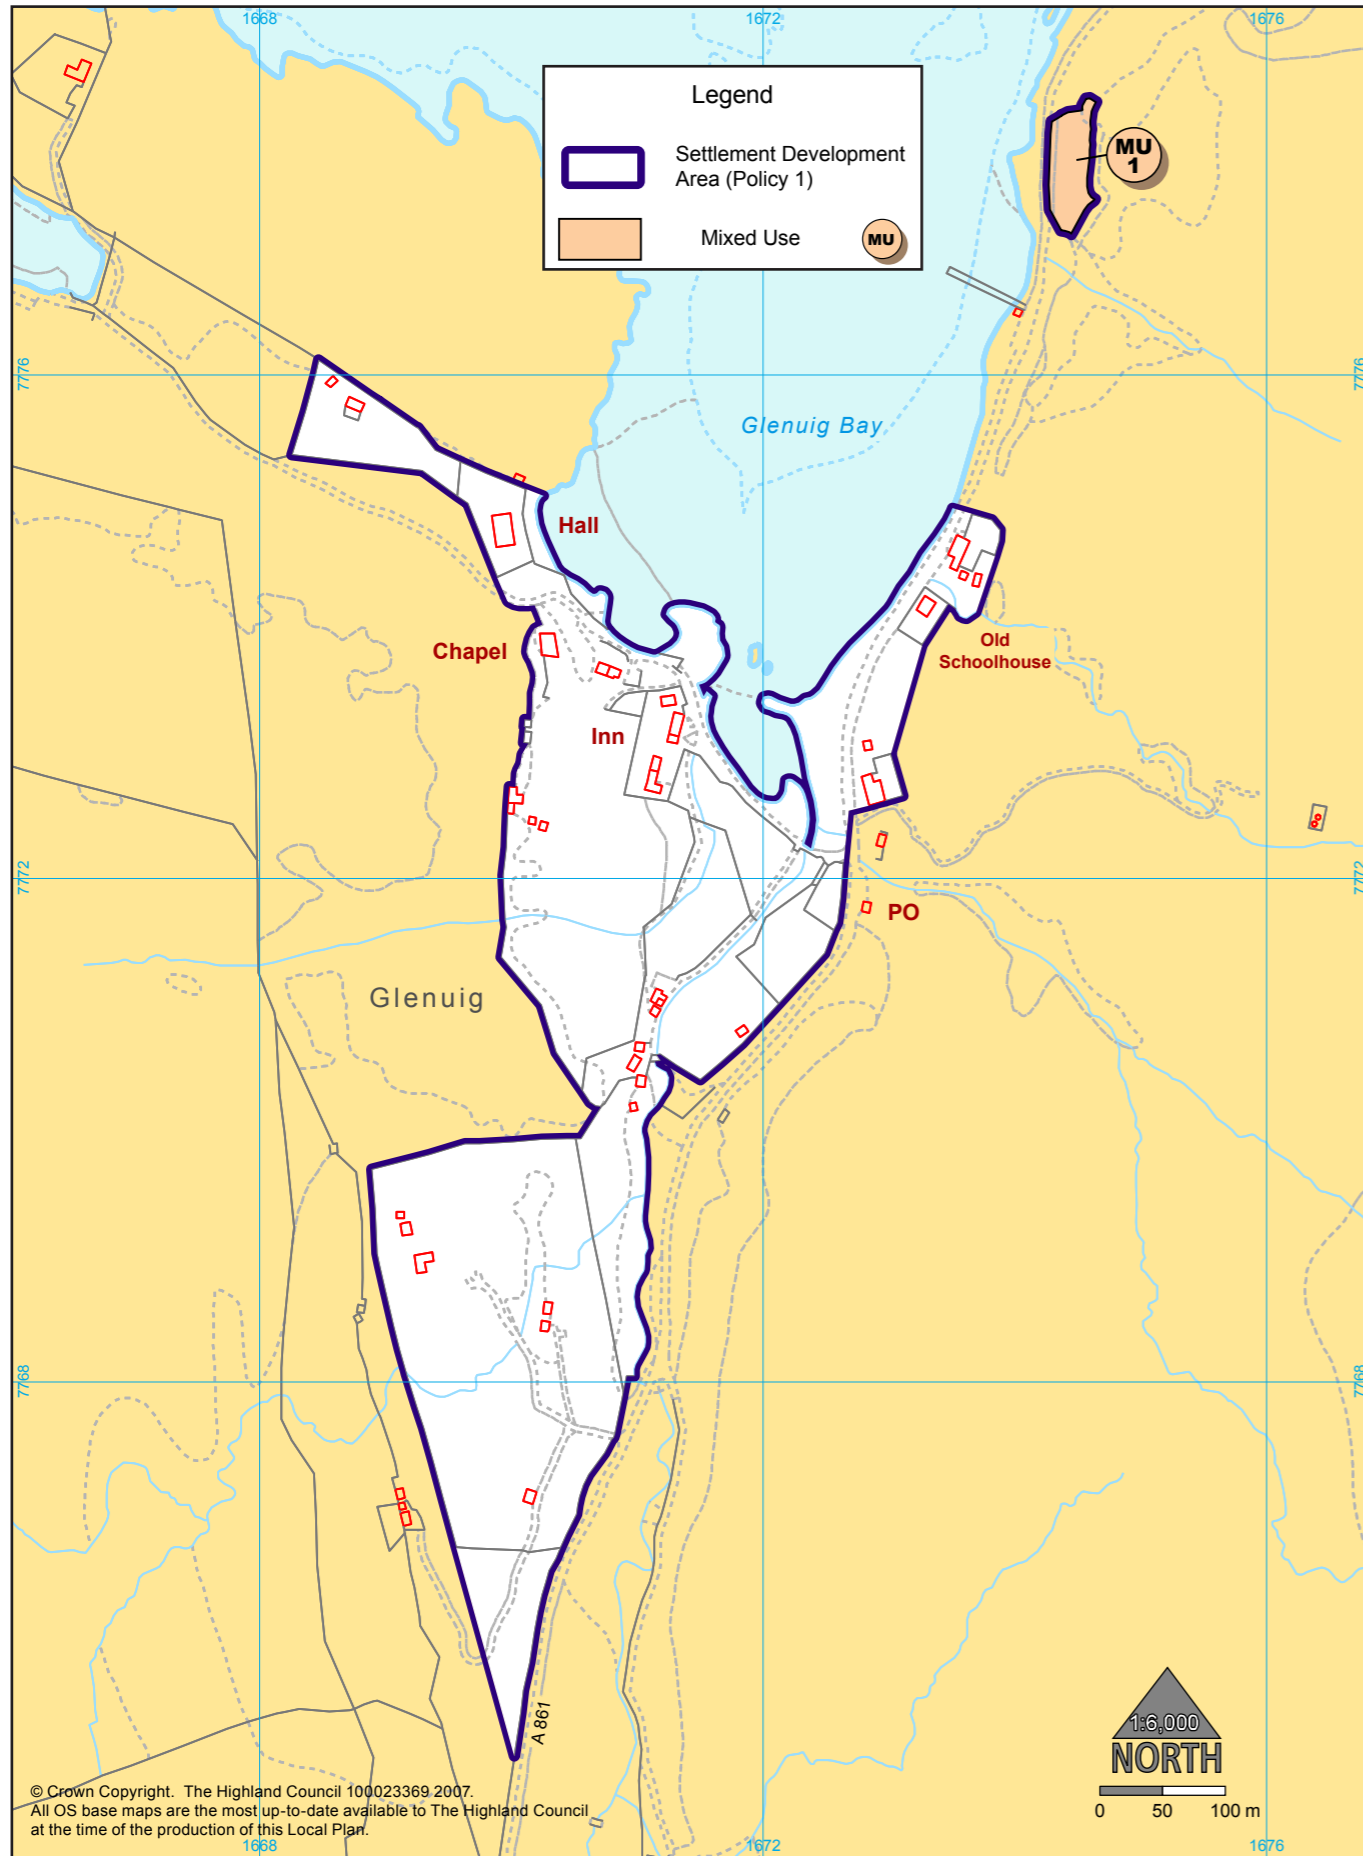 1668
1672
1676
Legend
Settlement Development
Area (Policy 1)
Mixed Use
MU
MU
1
7776
7776
Glenuig Bay
Hall
Chapel
Old
Schoolhouse
Inn
7772
7772
PO
Glenuig
7768
7768
A 861
1:6,000
NORTH
0 50 100 m
© Crown Copyright. The Highland Council 100023369 2007.
All OS base maps are the most up-to-date available to The Highland Council
at the time of the production of this Local Plan.
1668
1672
1676